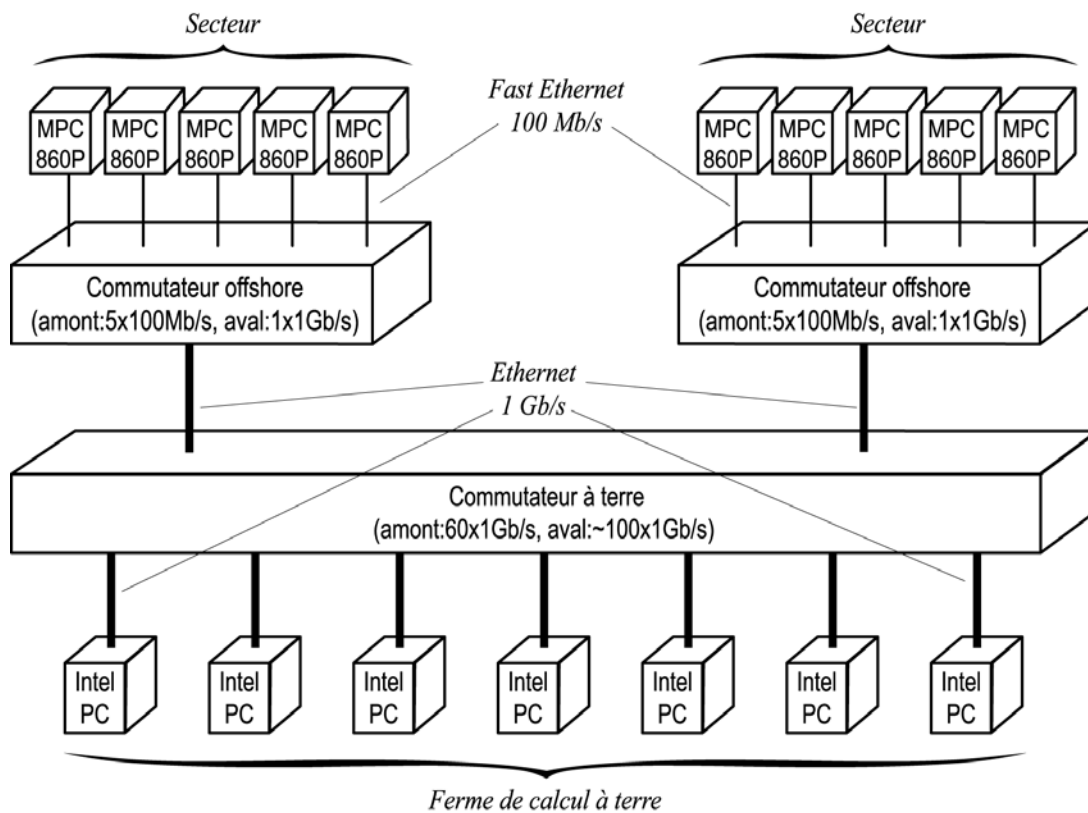 Secteur
Secteur
Fast Ethernet
100 Mb/s
MPC
860P
MPC
860P
MPC
860P
MPC
860P
MPC
860P
MPC
860P
MPC
860P
MPC
860P
MPC
860P
MPC
860P
Commutateur offshore
(amont:5x100Mb/s, aval:1x1Gb/s)
Commutateur offshore
(amont:5x100Mb/s, aval:1x1Gb/s)
Ethernet
1 Gb/s
Commutateur à terre
(amont:60x1Gb/s, aval:~100x1Gb/s)
Intel
PC
Intel
PC
Intel
PC
Intel
PC
Intel
PC
Intel
PC
Intel
PC
Ferme de calcul à terre